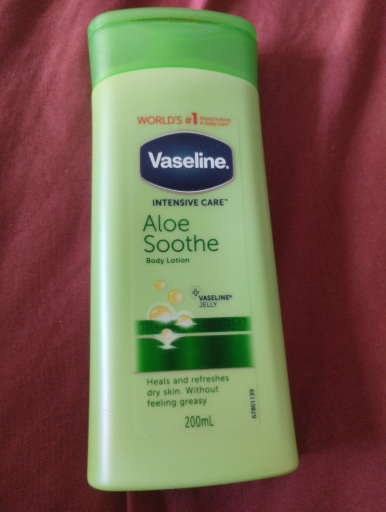 WORLD'S #1
Vaseline.
INTENSIVE CARE™
Aloe
Soothe
Body Lotion
VASELINE®
JELLY
Heals and refreshes
dry skin. Without
feeling greasy
200mL
67801139